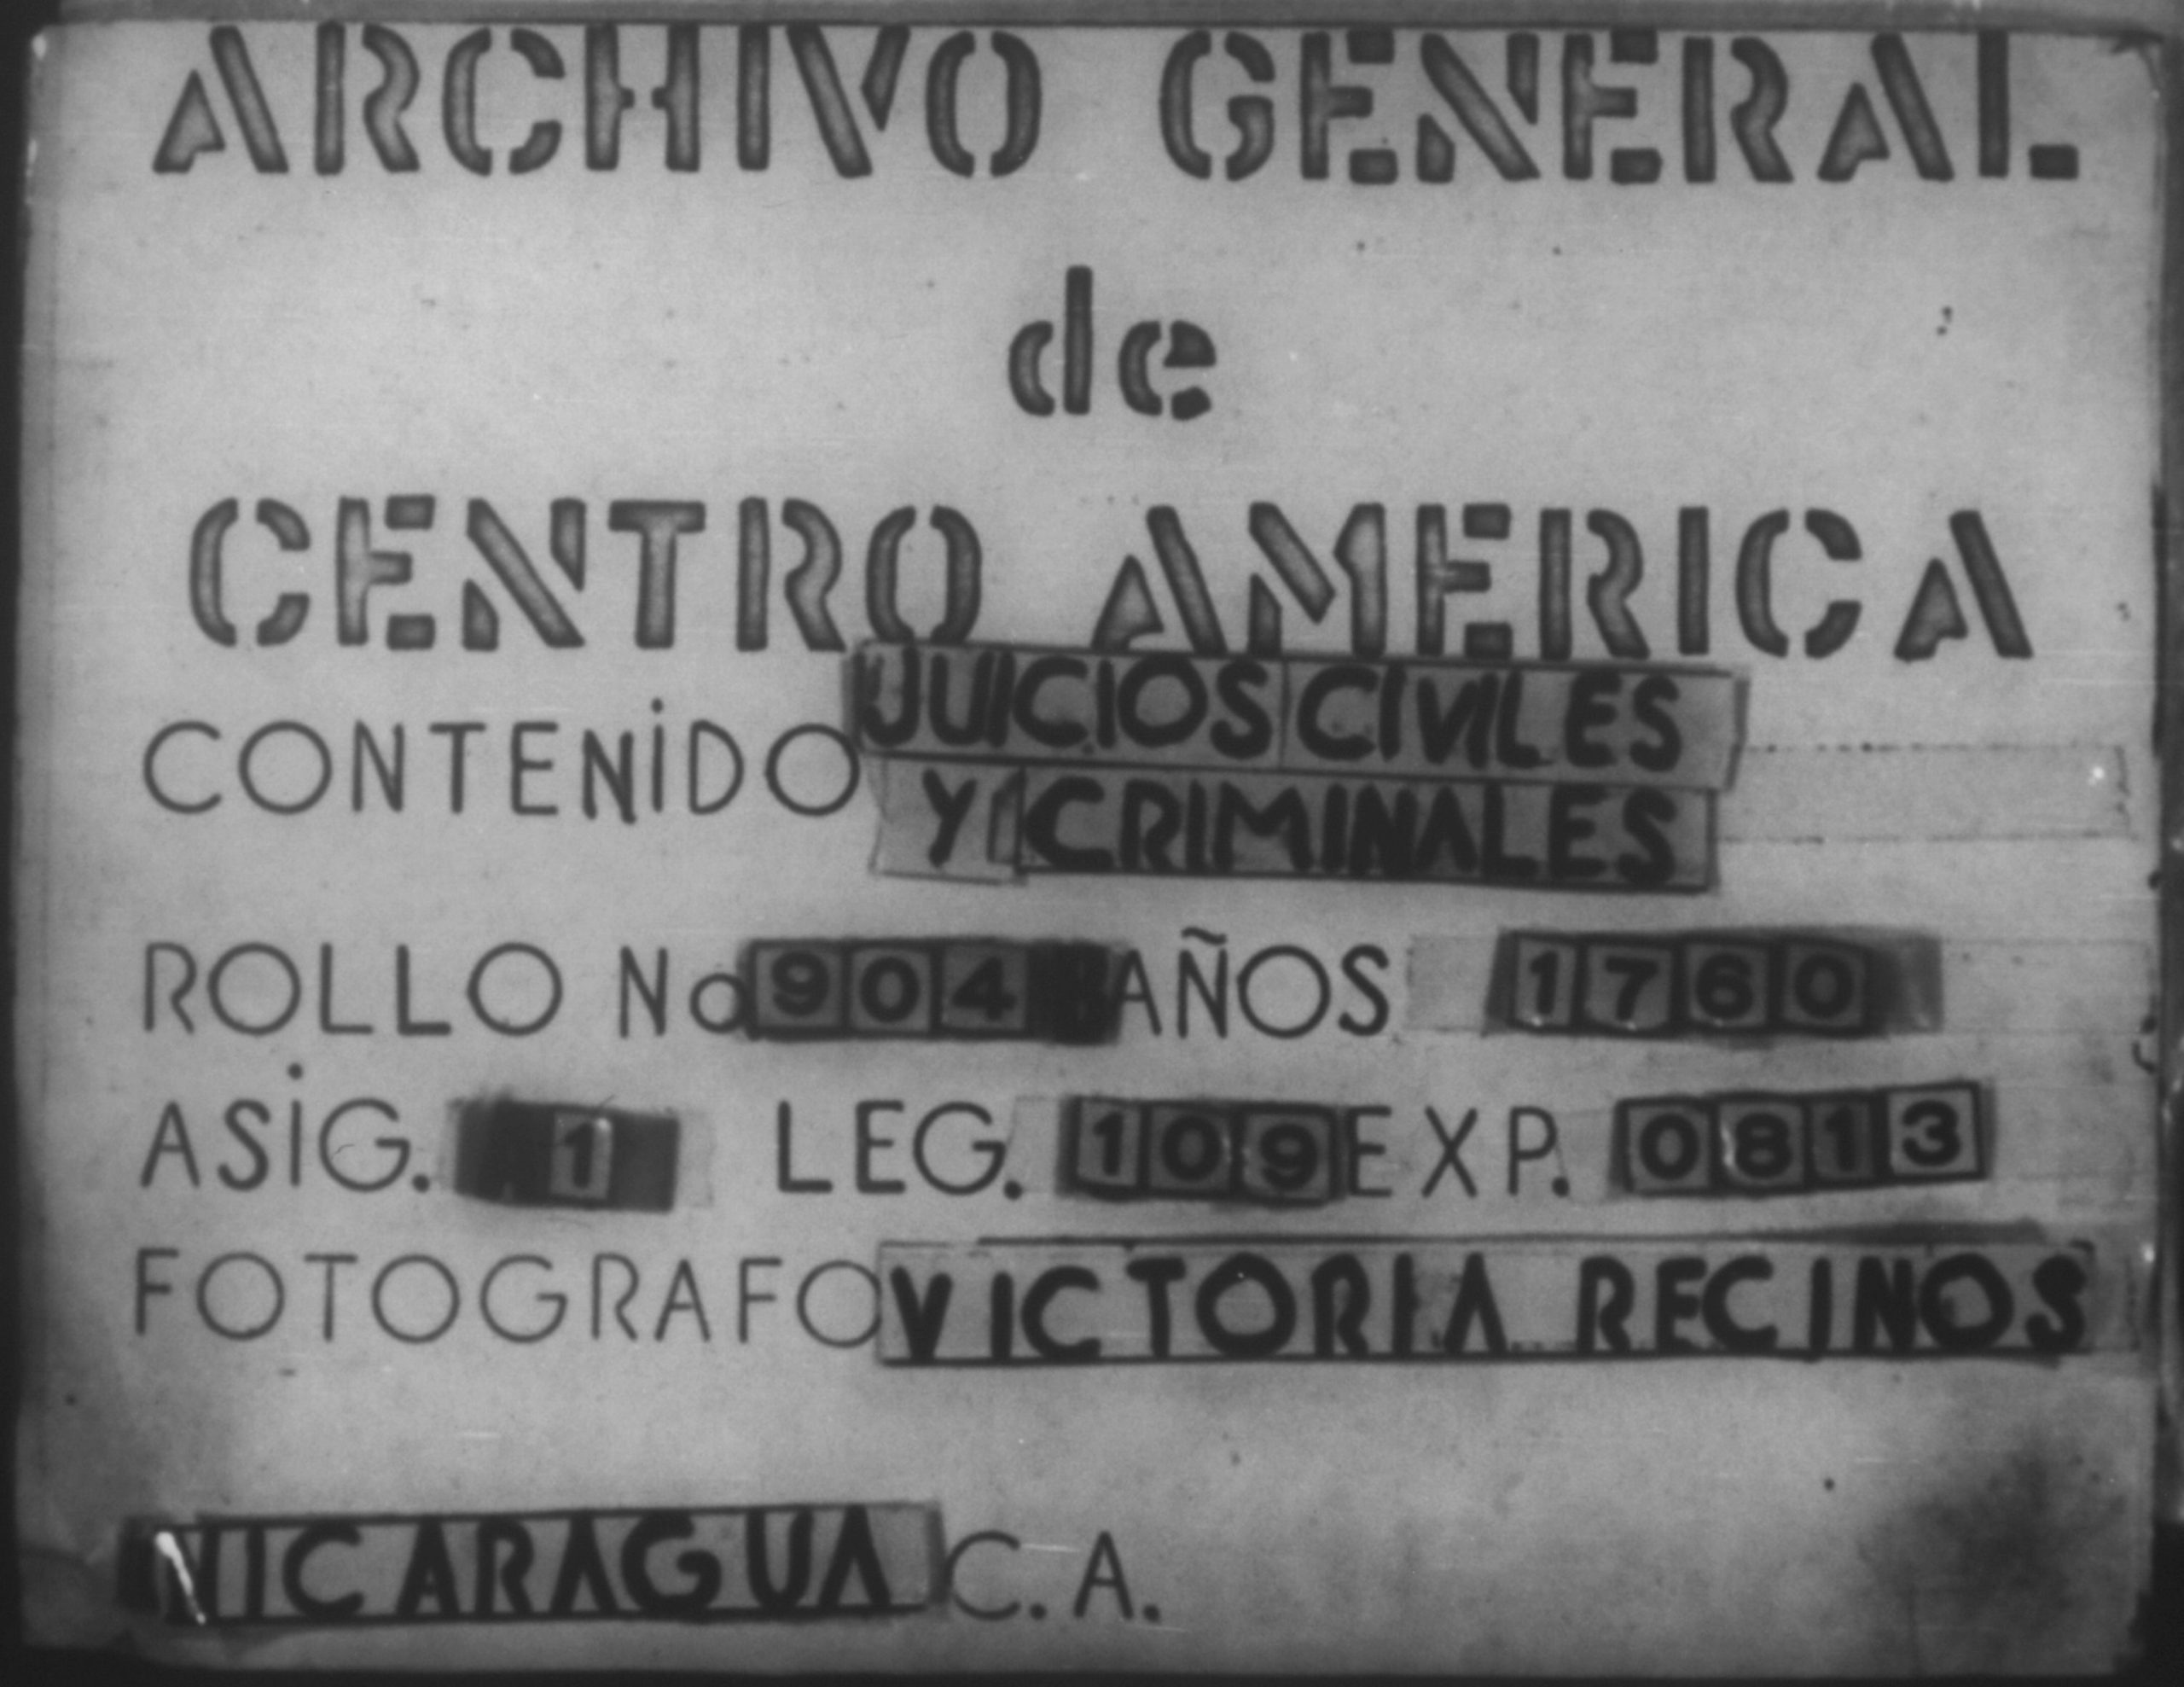 ARCHIVO GENERAL
de
CENTRO AMERICA
CONTENIDO JUICIOS CIVILES
Y CRIMINALES
ROLLO No 904 AÑOS 1760
ASIG. 1 LEG. 109 EXP. 0813
FOTOGRAFO VICTORIA RECINOS
NICARAGUA C.A.